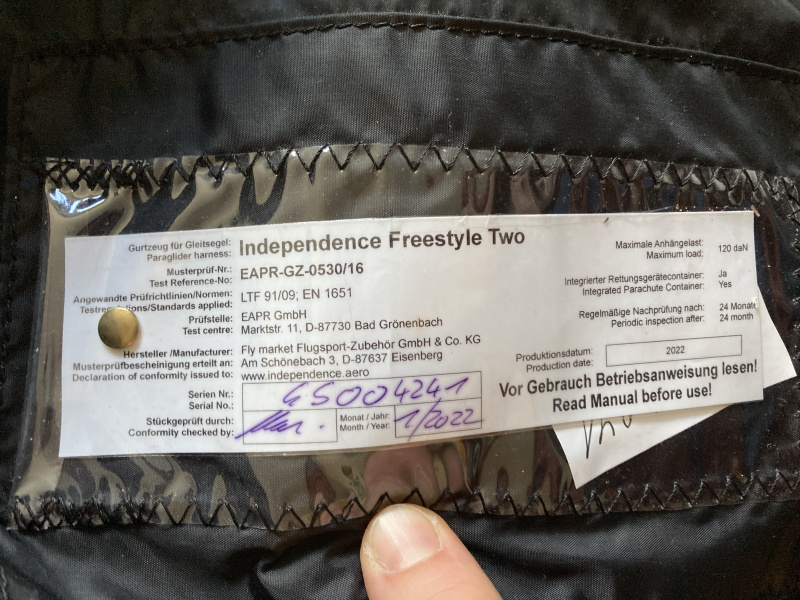 Gurtzeug für Gleitsegel:
Paraglider harness:
Independence Freestyle Two
Musterprüf-Nr.:
Test Reference-No:
EAPR-GZ-0530/16
Angewandte Prüfrichtlinien/Normen:
LTF 91/09; EN 1651
/Standards applied:
Prüfstelle:
Test centre:
EAPR GmbH
Marktstr. 11, D-87730 Bad Grönenbach
Hersteller /Manufacturer:
Musterprüfbescheinigung erteilt an:
Declaration of conformity issued to:
Fly market Flugsport-Zubehör GmbH & Co. KG
Am Schönebach 3, D-87637 Eisenberg
www.independence.aero
Serien Nr.:
Serial No.:
GS004241
Stückgeprüft durch:
Conformity checked by:
Monat / Jahr:
Month / Year:
1/2022
Maximale Anhängelast:
Maximum load:
120 daN
Integrierter Rettungsgerätecontainer:
Integrated Parachute Container:
Ja
Yes
Regelmäßige Nachprüfung nach:
Periodic inspection after:
24 Monate
24 month
Produktionsdatum:
Production date:
2022
Vor Gebrauch Betriebsanweisung lesen!
Read Manual before use!